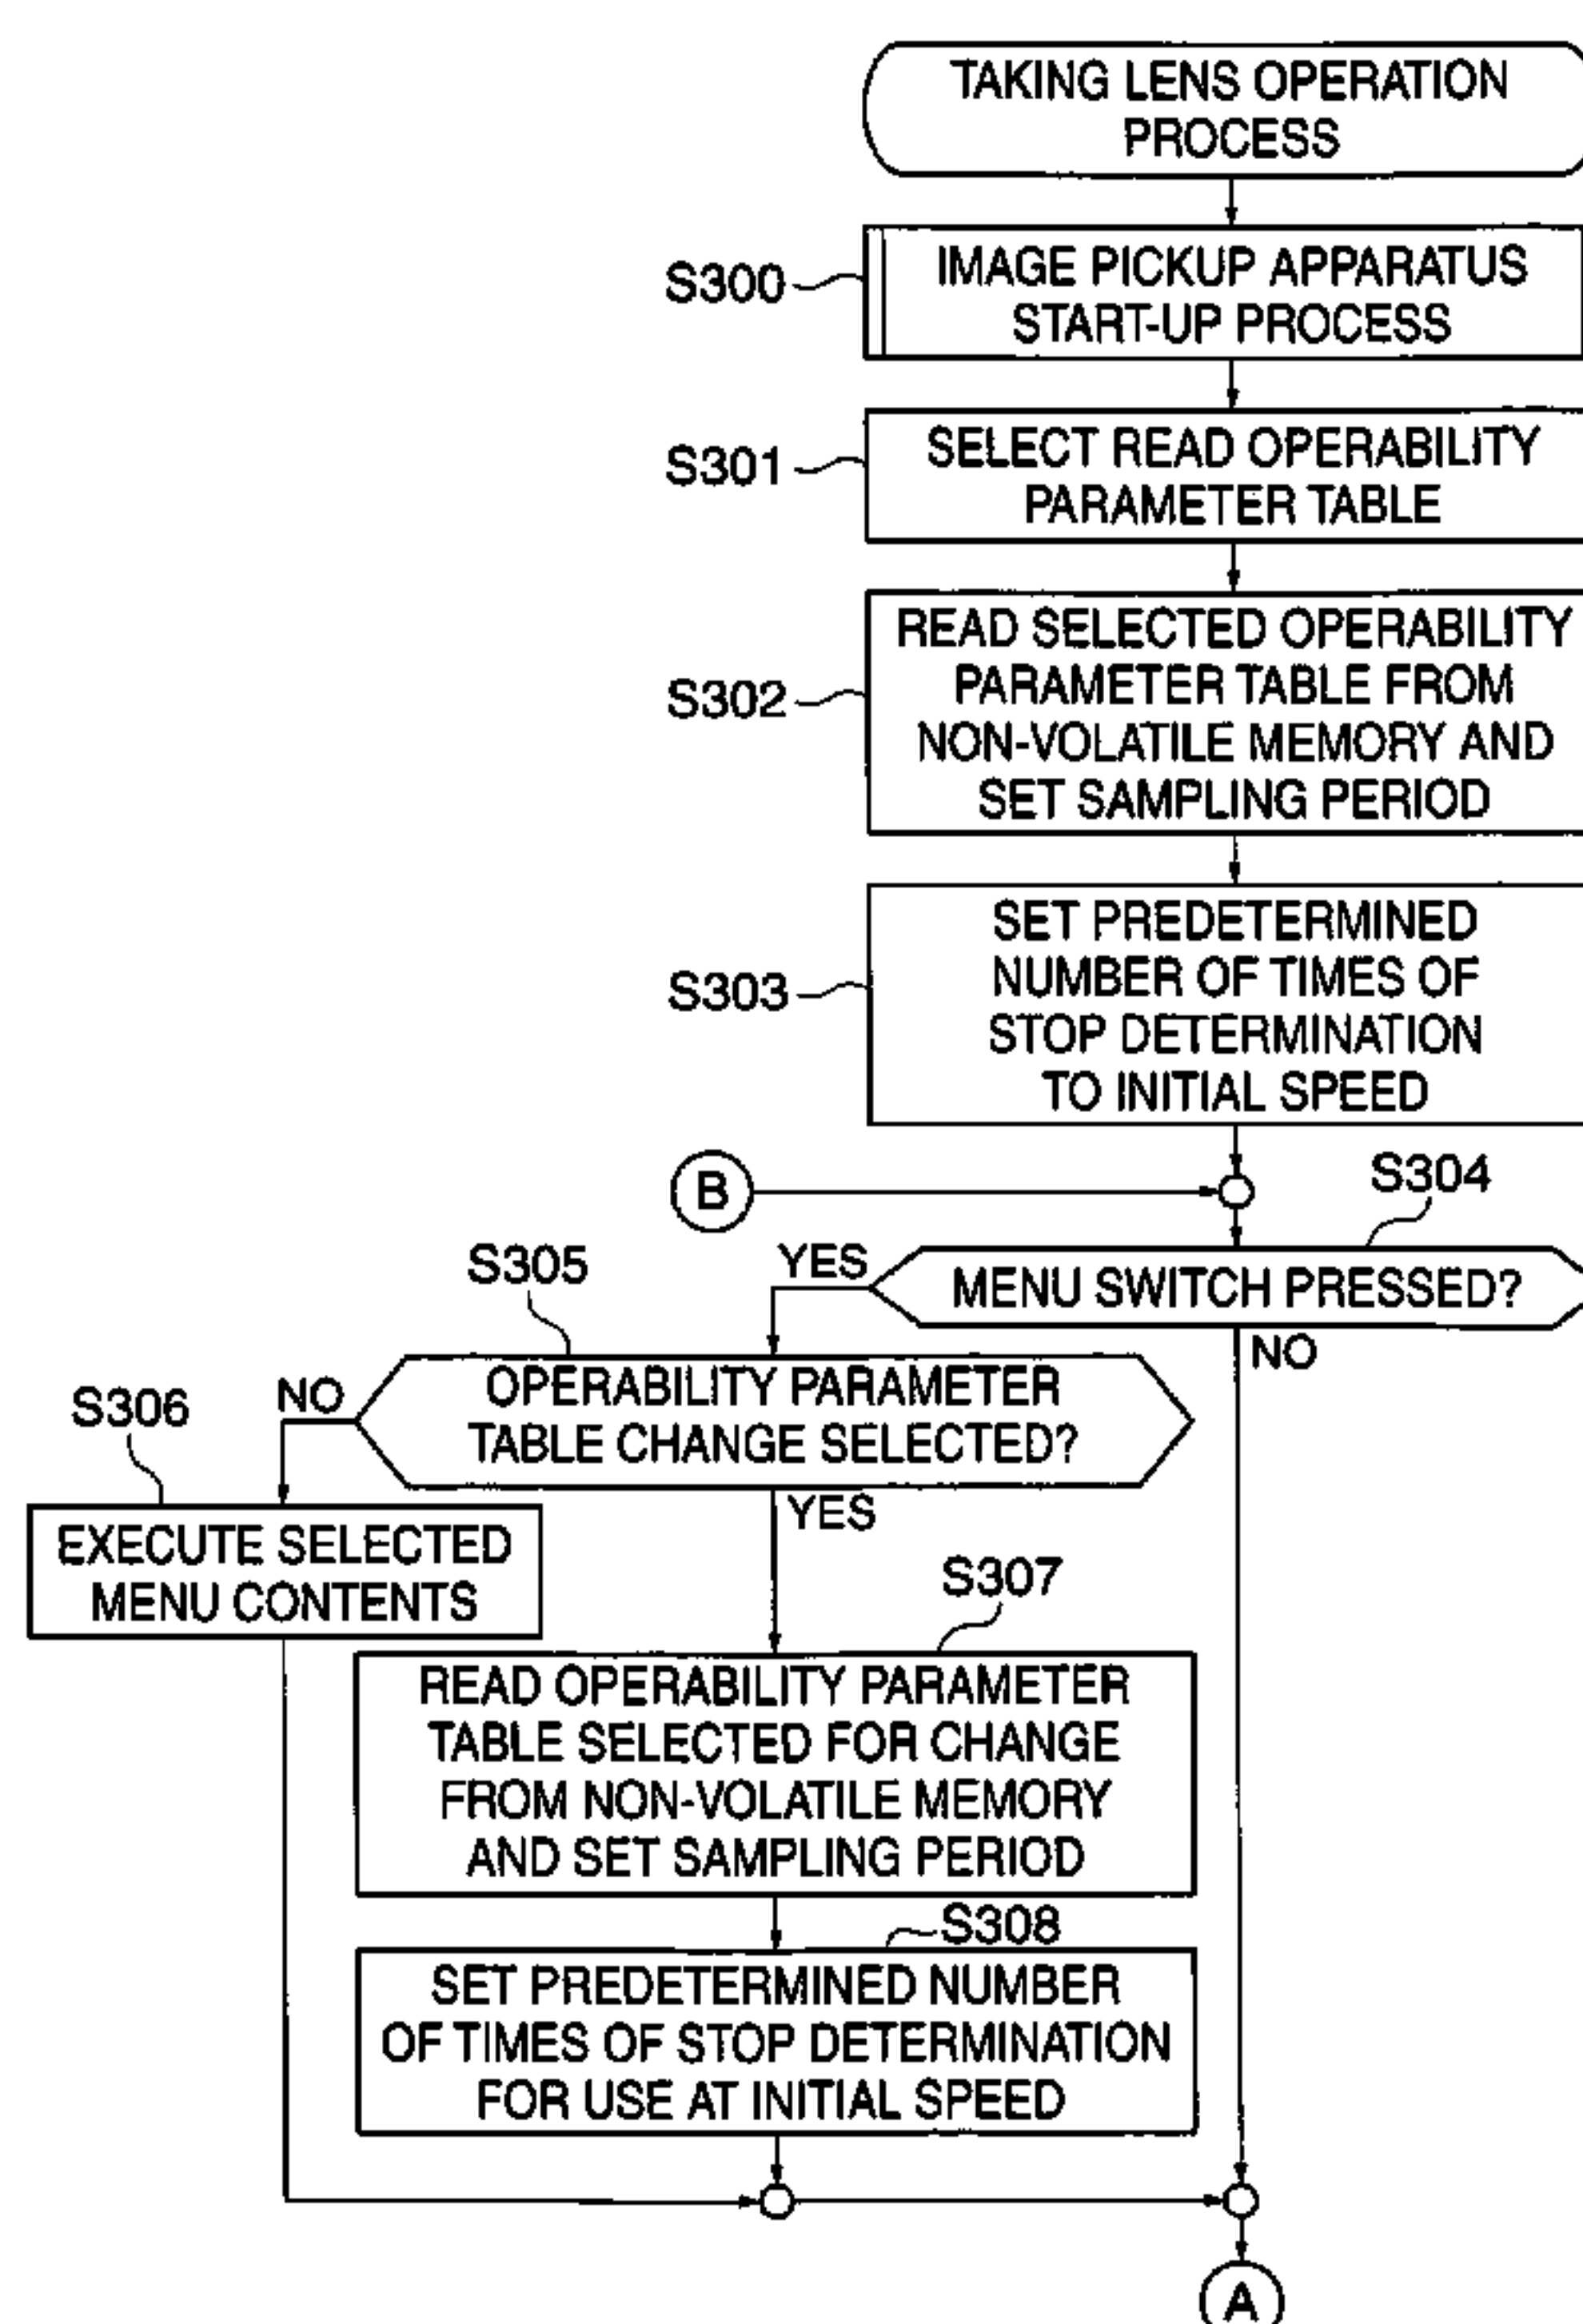 TAKING LENS OPERATION
PROCESS
S300
IMAGE PICKUP APPARATUS
START-UP PROCESS
S301
SELECT READ OPERABILITY
PARAMETER TABLE
S302
READ SELECTED OPERABILITY
PARAMETER TABLE FROM
NON-VOLATILE MEMORY AND
SET SAMPLING PERIOD
S303
SET PREDETERMINED
NUMBER OF TIMES OF
STOP DETERMINATION
TO INITIAL SPEED
B
S304
MENU SWITCH PRESSED?
YES
NO
S305
OPERABILITY PARAMETER
TABLE CHANGE SELECTED?
NO
YES
S306
EXECUTE SELECTED
MENU CONTENTS
S307
READ OPERABILITY PARAMETER
TABLE SELECTED FOR CHANGE
FROM NON-VOLATILE MEMORY
AND SET SAMPLING PERIOD
S308
SET PREDETERMINED NUMBER
OF TIMES OF STOP DETERMINATION
FOR USE AT INITIAL SPEED
A